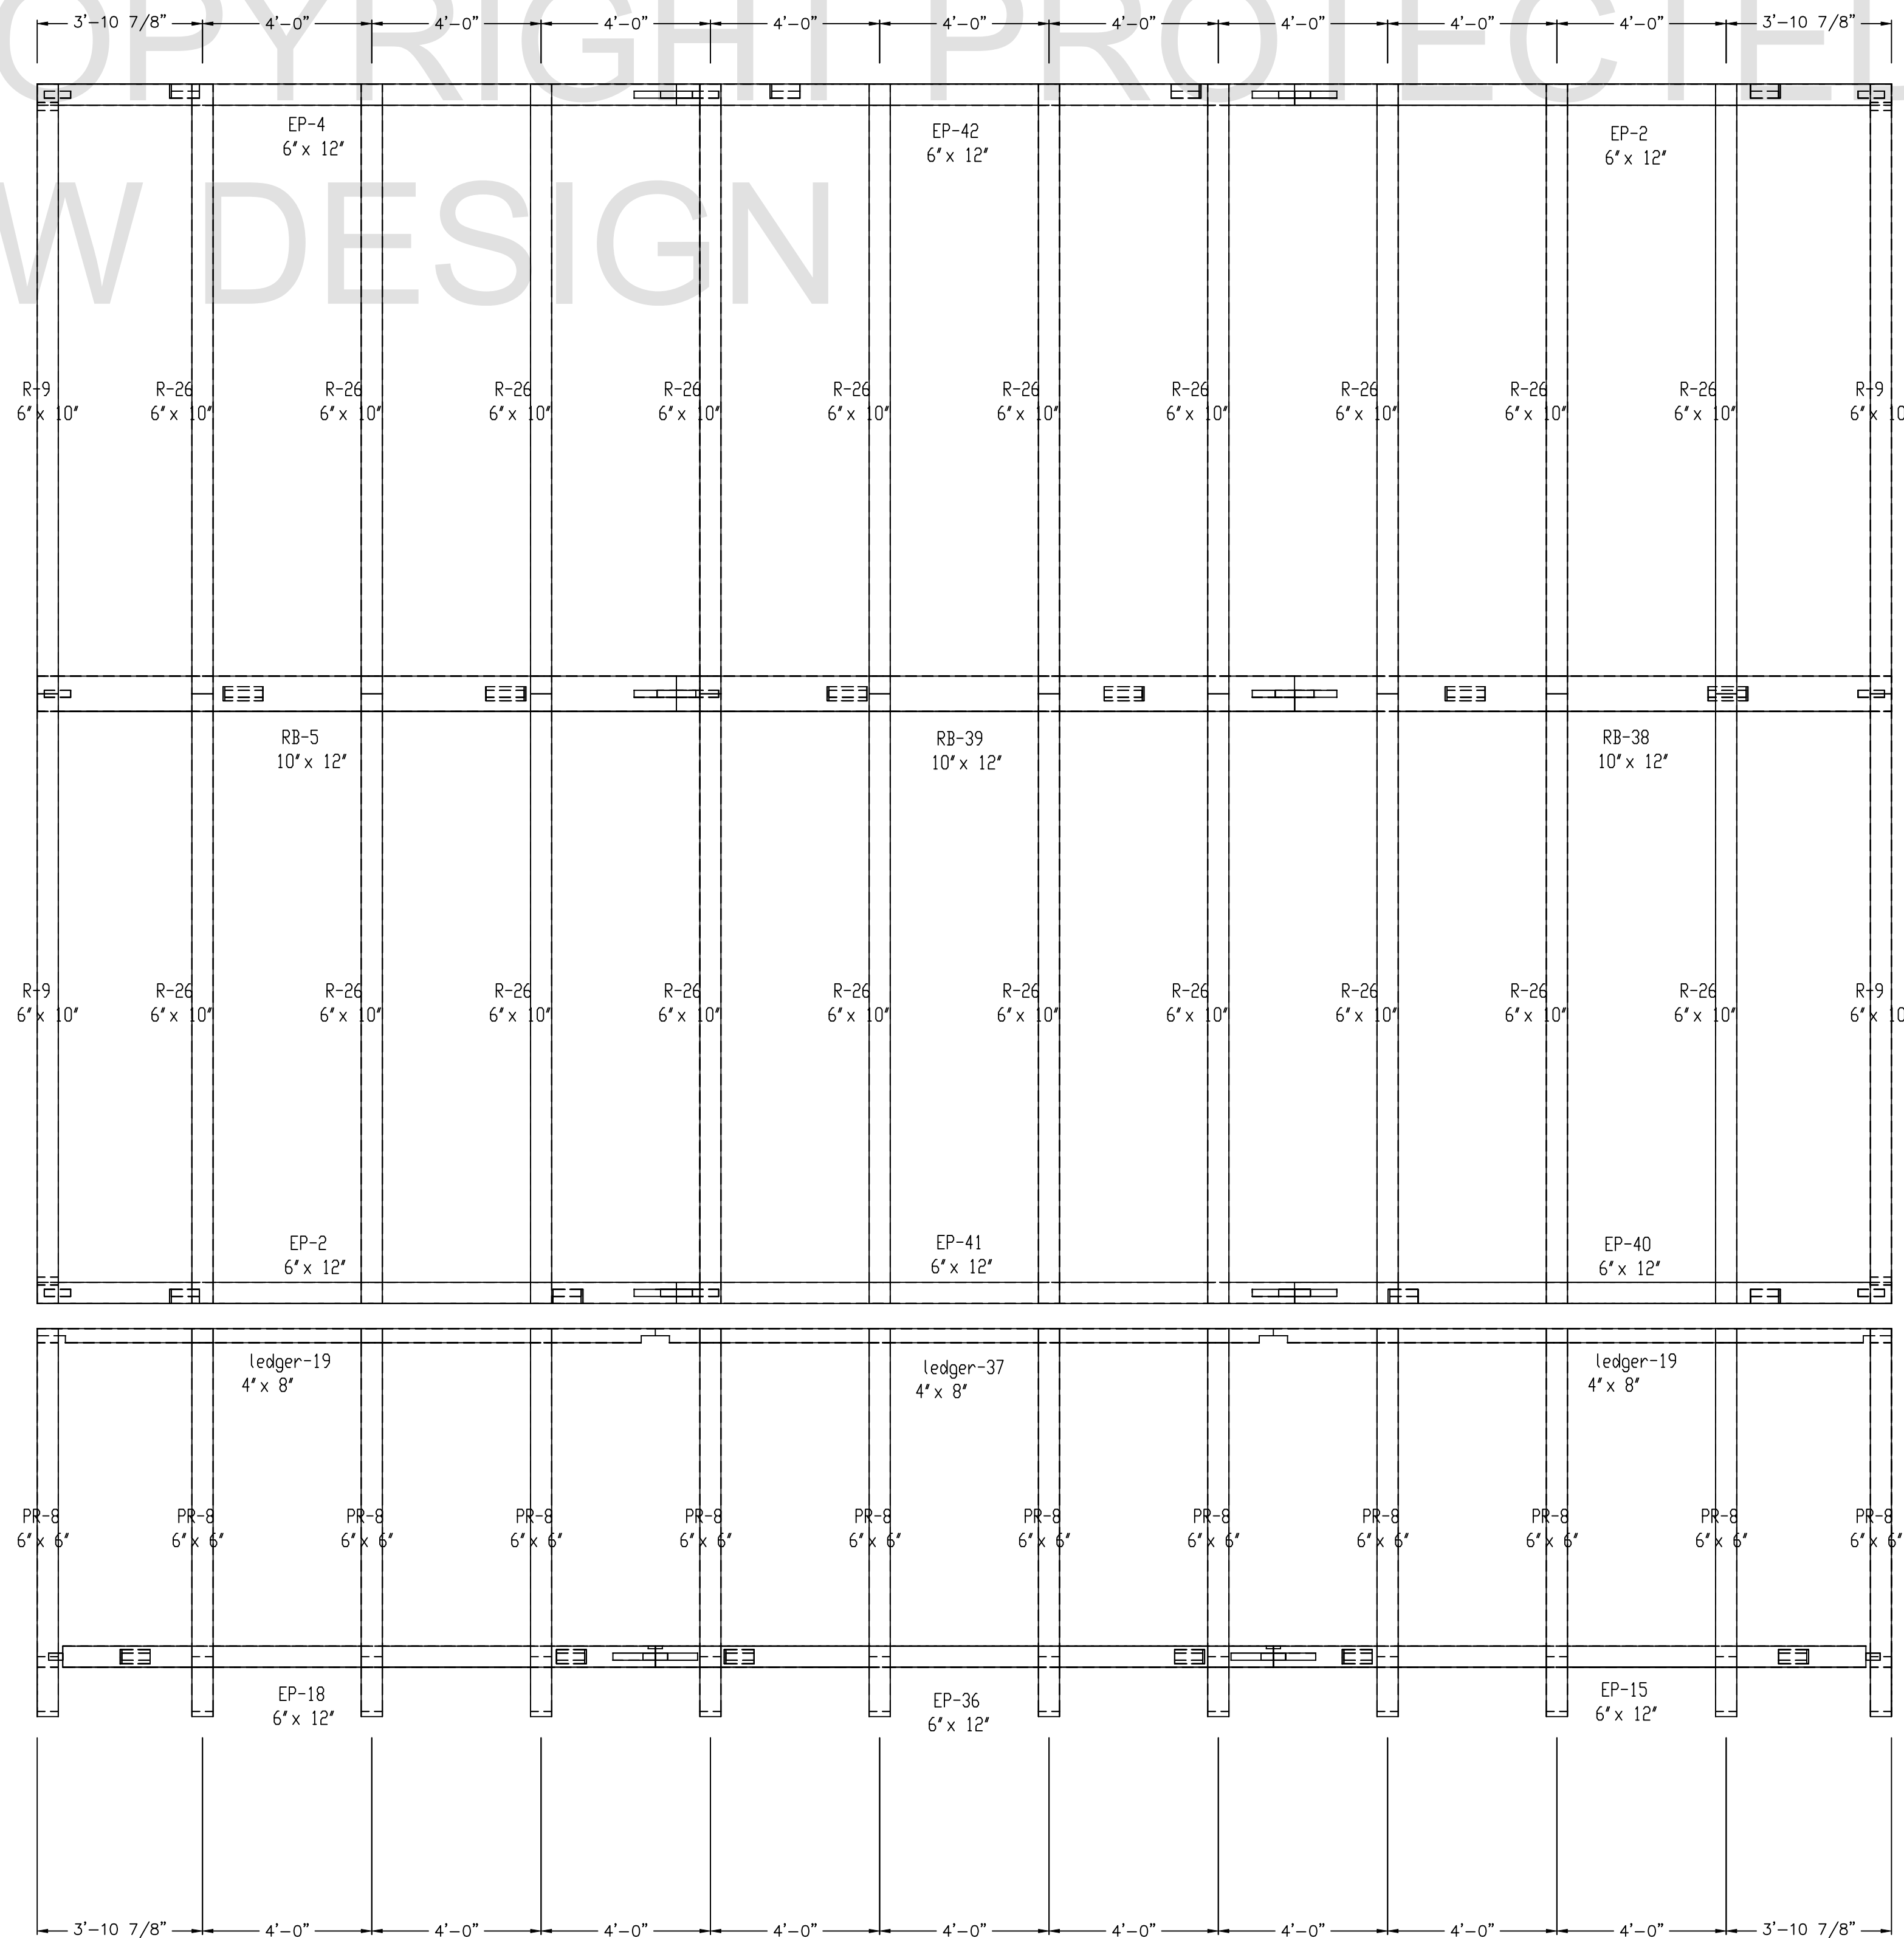 3'-10 7/8" 4'-0" 4'-0" 4'-0" 4'-0" 4'-0" 4'-0" 4'-0" 4'-0" 4'-0" 3'-10 7/8"
OPYRIGHT PROTECTED
EP-4 EP-42 EP-2
6" x 12" 6" x 12" 6" x 12"
W DESIGN
R-9 R-26 R-26 R-26 R-26 R-26 R-26 R-26 R-26 R-26 R-26 R-9
6" x 10" 6" x 10" 6" x 10" 6" x 10" 6" x 10" 6" x 10" 6" x 10" 6" x 10" 6" x 10" 6" x 10" 6" x 10" 6" x 10
RB-5 RB-39 RB-38
10" x 12" 10" x 12" 10" x 12"
R-9 R-26 R-26 R-26 R-26 R-26 R-26 R-26 R-26 R-26 R-26 R-9
6" x 10" 6" x 10" 6" x 10" 6" x 10" 6" x 10" 6" x 10" 6" x 10" 6" x 10" 6" x 10" 6" x 10" 6" x 10" 6" x 10
EP-2 EP-41 EP-40
6" x 12" 6" x 12" 6" x 12"
ledger-19 ledger-37 ledger-19
4" x 8" 4" x 8" 4" x 8"
PR-8 PR-8 PR-8 PR-8 PR-8 PR-8 PR-8 PR-8 PR-8 PR-8 PR-8 PR-8
6" x 6" 6" x 6" 6" x 6" 6" x 6" 6" x 6" 6" x 6" 6" x 6" 6" x 6" 6" x 6" 6" x 6" 6" x 6" 6" x 6"
EP-18 EP-36 EP-15
6" x 12" 6" x 12" 6" x 12"
3'-10 7/8" 4'-0" 4'-0" 4'-0" 4'-0" 4'-0" 4'-0" 4'-0" 4'-0" 4'-0" 3'-10 7/8"